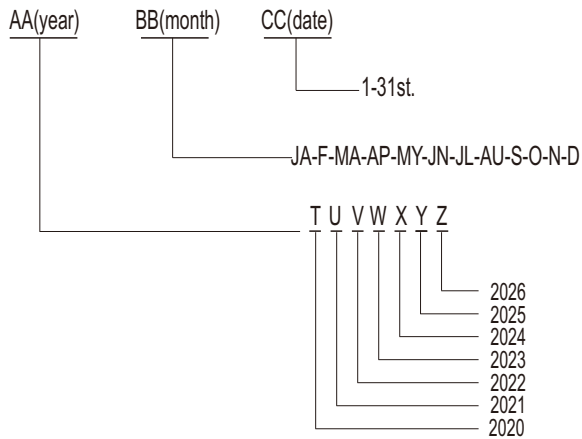 AA(year) BB(month) CC(date)
1-31st.
JA-F-MA-AP-MY-JN-JL-AU-S-O-N-D
T U V W X Y Z
2026
2025
2024
2023
2022
2021
2020